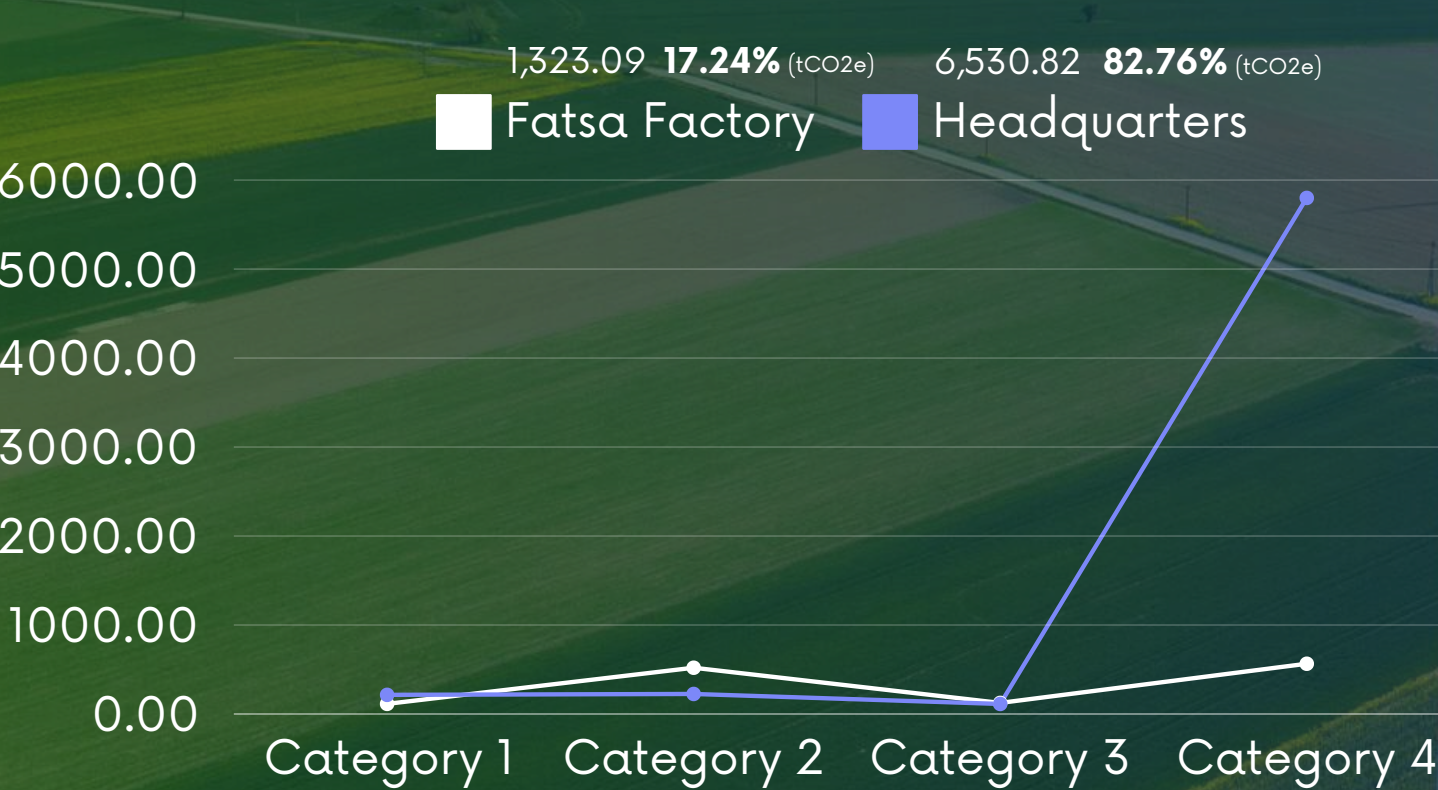 1,323.09 17.24% (tCO2e) 6,530.82 82.76% (tCO2e)
Fatsa Factory Headquarters
6000.00
5000.00
4000.00
3000.00
2000.00
1000.00
0.00
Category 1 Category 2 Category 3 Category 4